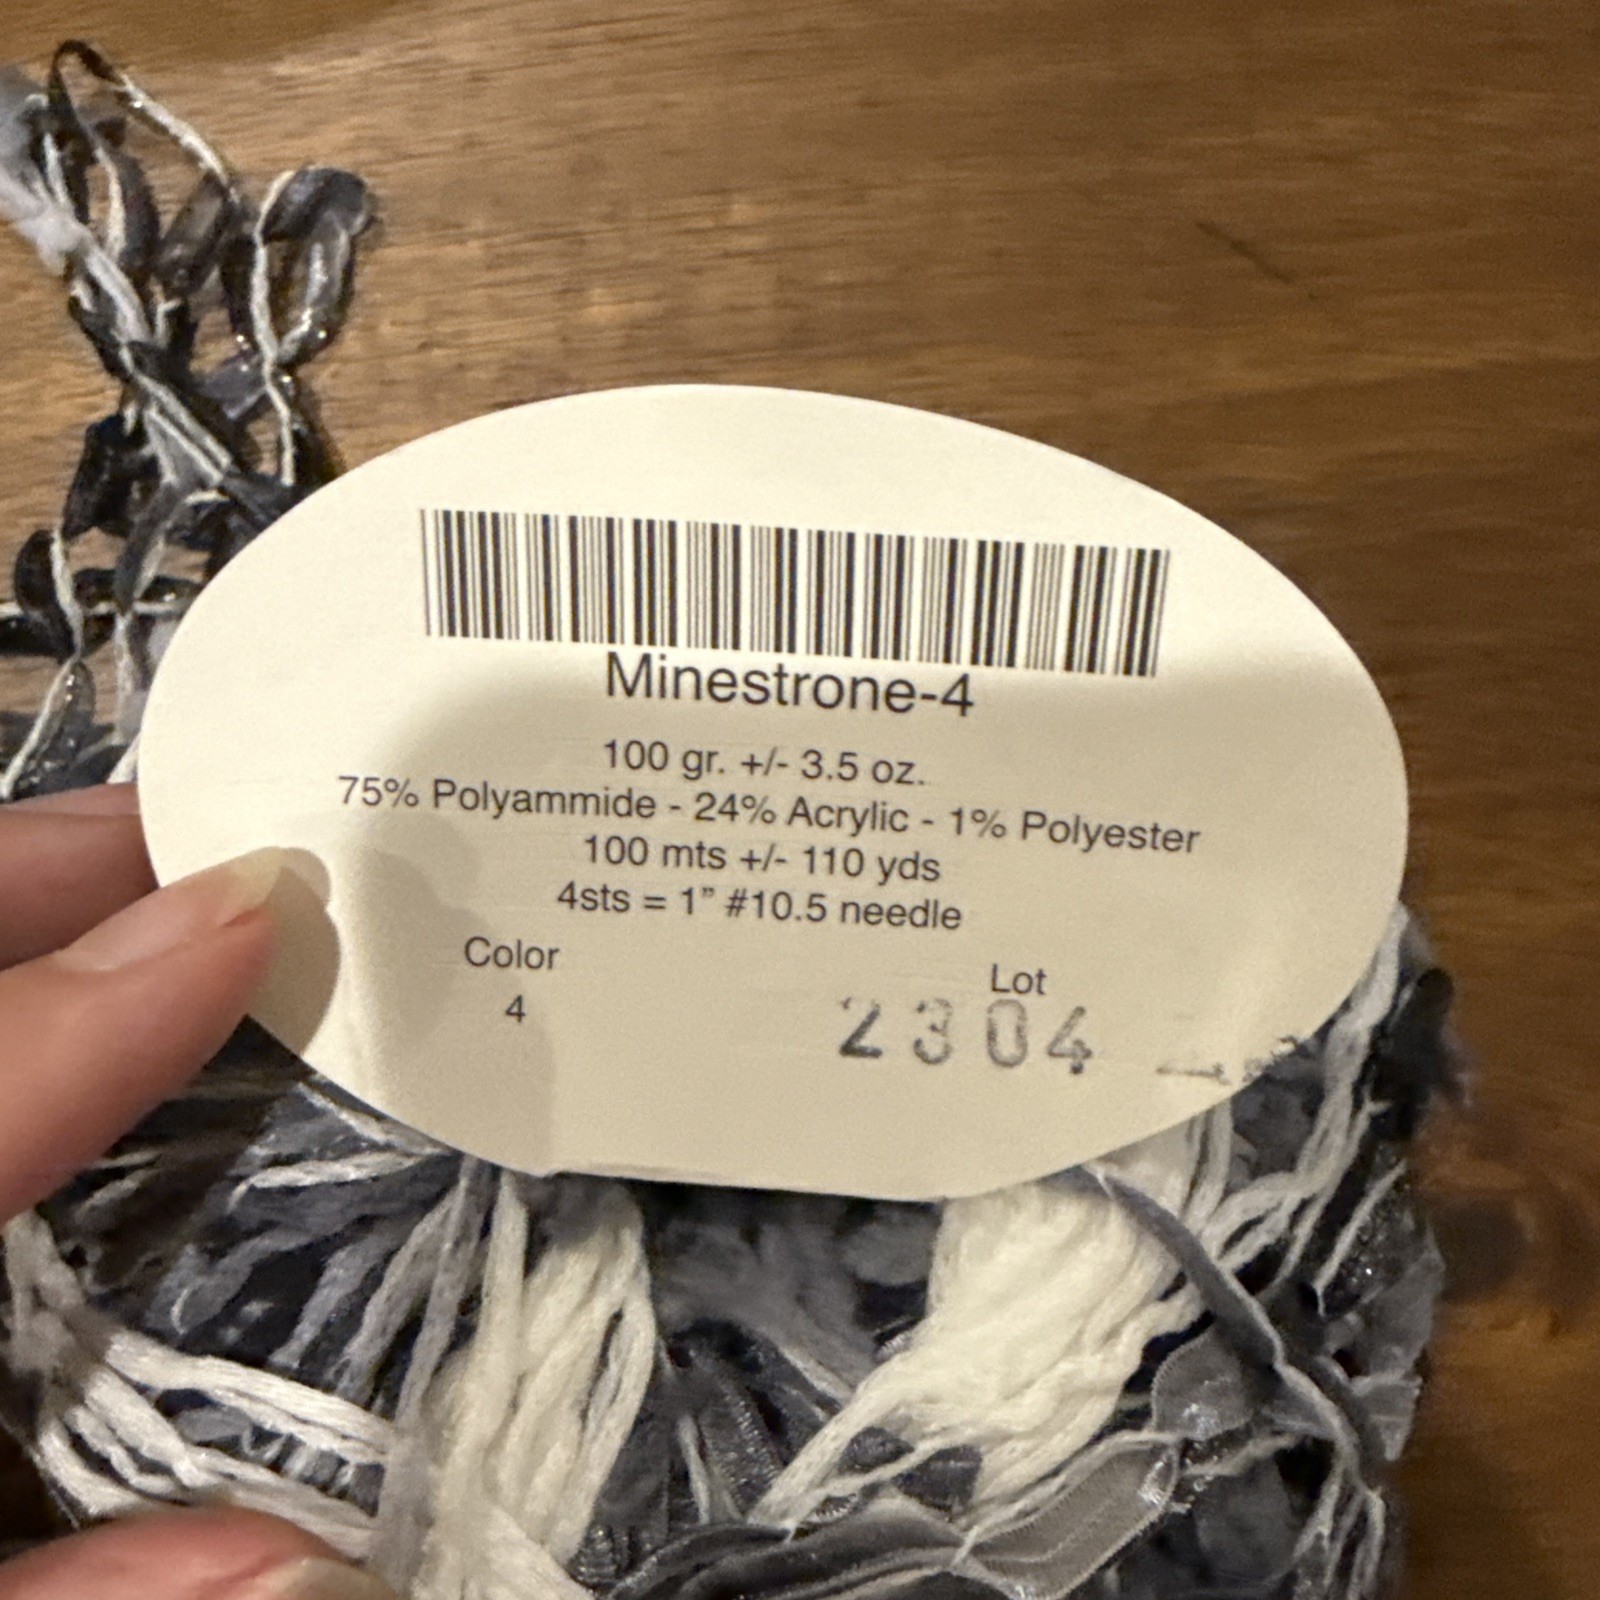 Minestrone-4
100 gr. +/- 3.5 oz.
75% Polyammide - 24% Acrylic - 1% Polyester
100 mts +/- 110 yds
4sts = 1” #10.5 needle
Color Lot
4 2304